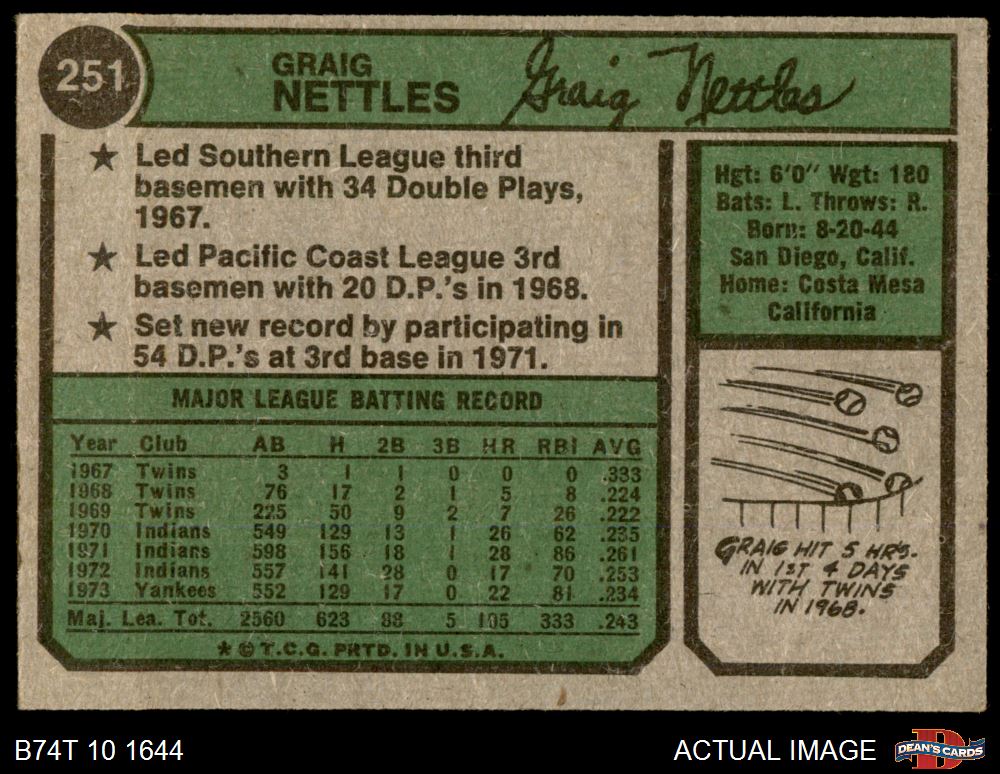 251
GRAIG
NETTLES
Graig Nettles
★ Led Southern League third
basemen with 34 Double Plays,
1967.
★ Led Pacific Coast League 3rd
basemen with 20 D.P.'s in 1968.
★ Set new record by participating in
54 D.P.'s at 3rd base in 1971.
Hgt: 6'0" Wgt: 180
Bats: L. Throws: R.
Born: 8-20-44
San Diego, Calif.
Home: Costa Mesa
California
MAJOR LEAGUE BATTING RECORD
Year Club AB H 2B 3B HR RBI AVG
1967 Twins 3 1 1 0 0 0 .333
1968 Twins 76 17 2 1 5 8 .224
1969 Twins 225 50 9 2 7 26 .222
1970 Indians 549 129 13 1 26 62 .235
1971 Indians 598 156 18 1 28 86 .261
1972 Indians 557 141 28 0 17 70 .253
1973 Yankees 552 129 17 0 22 81 .234
Maj. Lea. Tot. 2560 623 88 5 105 333 .243
★ © T.C.G. PRTD. IN U.S.A.
GRAIG HIT 5 HR'S.
IN 1ST 4 DAYS
WITH TWINS
IN 1968.
B74T 10 1644
ACTUAL IMAGE
D
DEAN'S CARDS